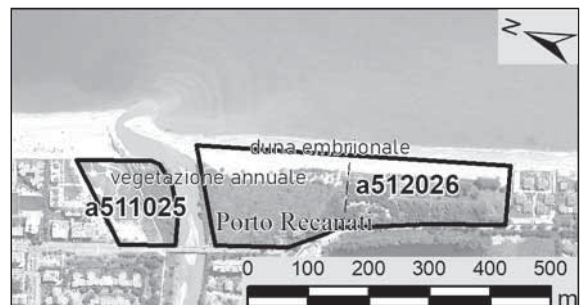 N
duna embrionale
vegetazione annuale
a512026
a511025
Porto Recanati
0 100 200 300 400 500
m